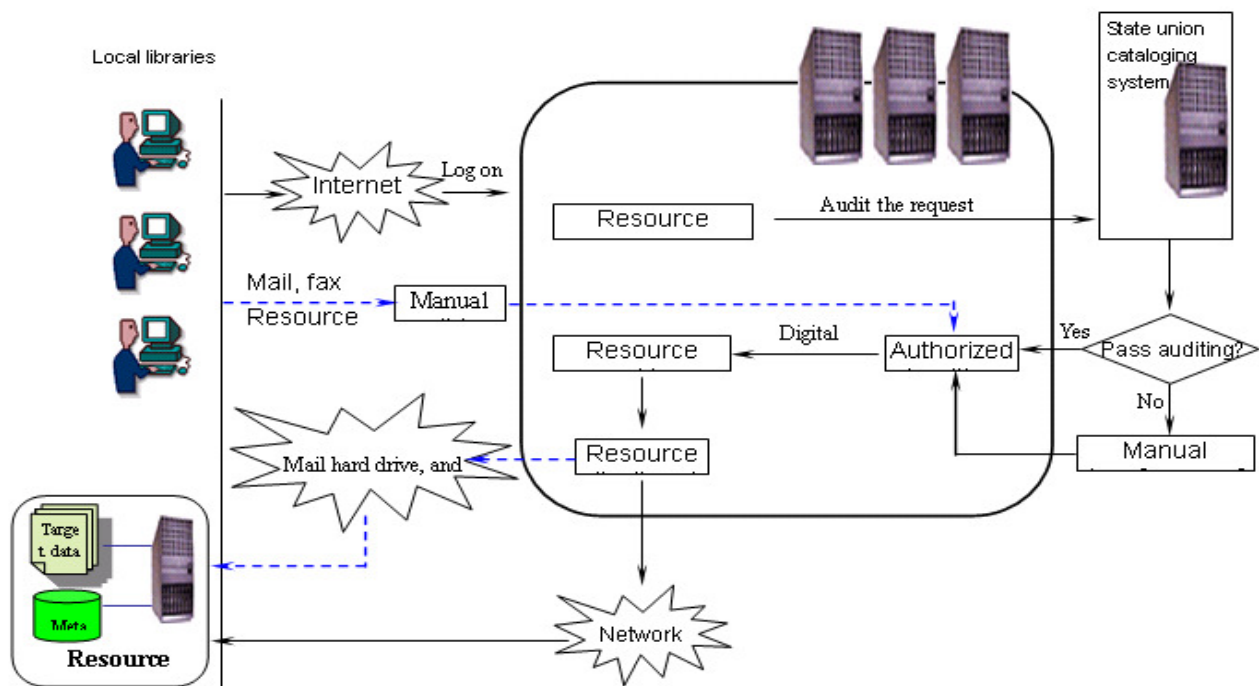 Local libraries
State union
cataloging
system
Internet
Log on
Resource
Audit the request
Mail, fax
Resource
Manual
Digital
Resource
Authorized
Yes
Pass auditing?
No
Resource
Manual
Mail hard drive, and
Targe
t data
Meta
Resource
Network